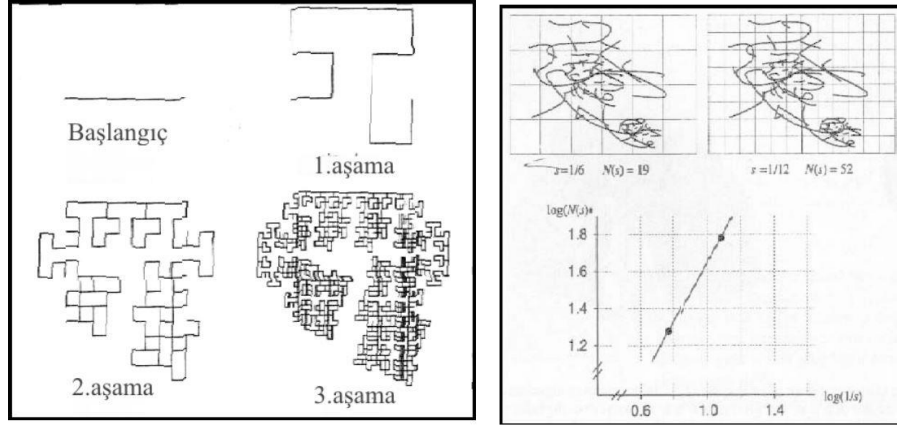 Başlangıç
1.aşama
2.aşama
3.aşama
s=1/6 N(s) = 19
s=1/12 N(s) = 52
log(N(s)»
1.8
1.6
1.4
1.2
0.6
1.0
1.4
log(1/s)